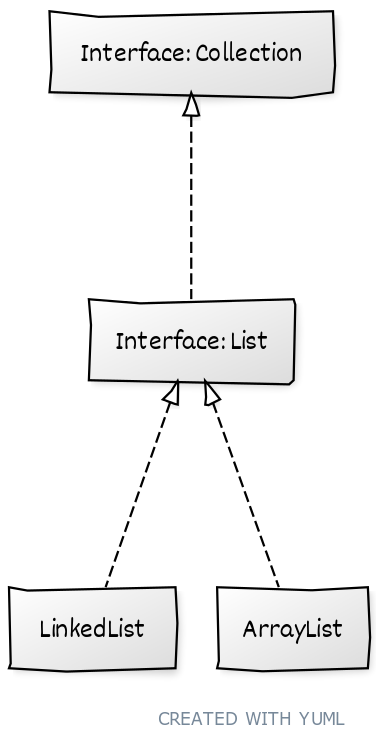 Interface: Collection
Interface: List
LinkedList
ArrayList
CREATED WITH YUML